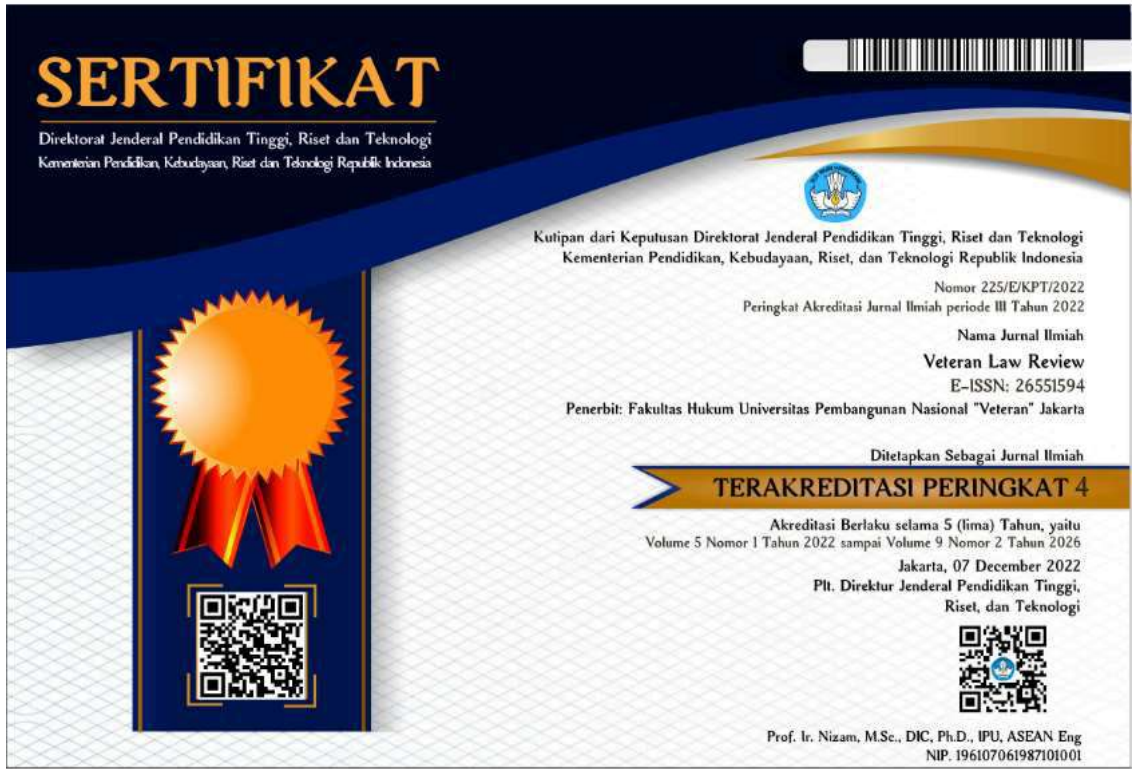 SERTIFIKAT
Direktorat Jenderal Pendidikan Tinggi, Riset dan Teknologi
Kementerian Pendidikan, Kebudayaan, Riset dan Teknologi Republik Indonesia
Kutipan dari Keputusan Direktorat Jenderal Pendidikan Tinggi, Riset dan Teknologi
Kementerian Pendidikan, Kebudayaan, Riset, dan Teknologi Republik Indonesia
Nomor 225/E/KPT/2022
Peringkat Akreditasi Jurnal Ilmiah periode III Tahun 2022
Nama Jurnal Ilmiah
Veteran Law Review
E-ISSN: 26551594
Penerbit: Fakultas Hukum Universitas Pembangunan Nasional "Veteran" Jakarta
Ditetapkan Sebagai Jurnal Ilmiah
TERAKREDITASI PERINGKAT 4
Akreditasi Berlaku selama 5 (lima) Tahun, yaitu
Volume 5 Nomor 1 Tahun 2022 sampai Volume 9 Nomor 2 Tahun 2026
Jakarta, 07 December 2022
Plt. Direktur Jenderal Pendidikan Tinggi,
Riset, dan Teknologi
Prof. Ir. Nizam, M.Sc., DIC, Ph.D., IPU, ASEAN Eng
NIP. 196107061987101001